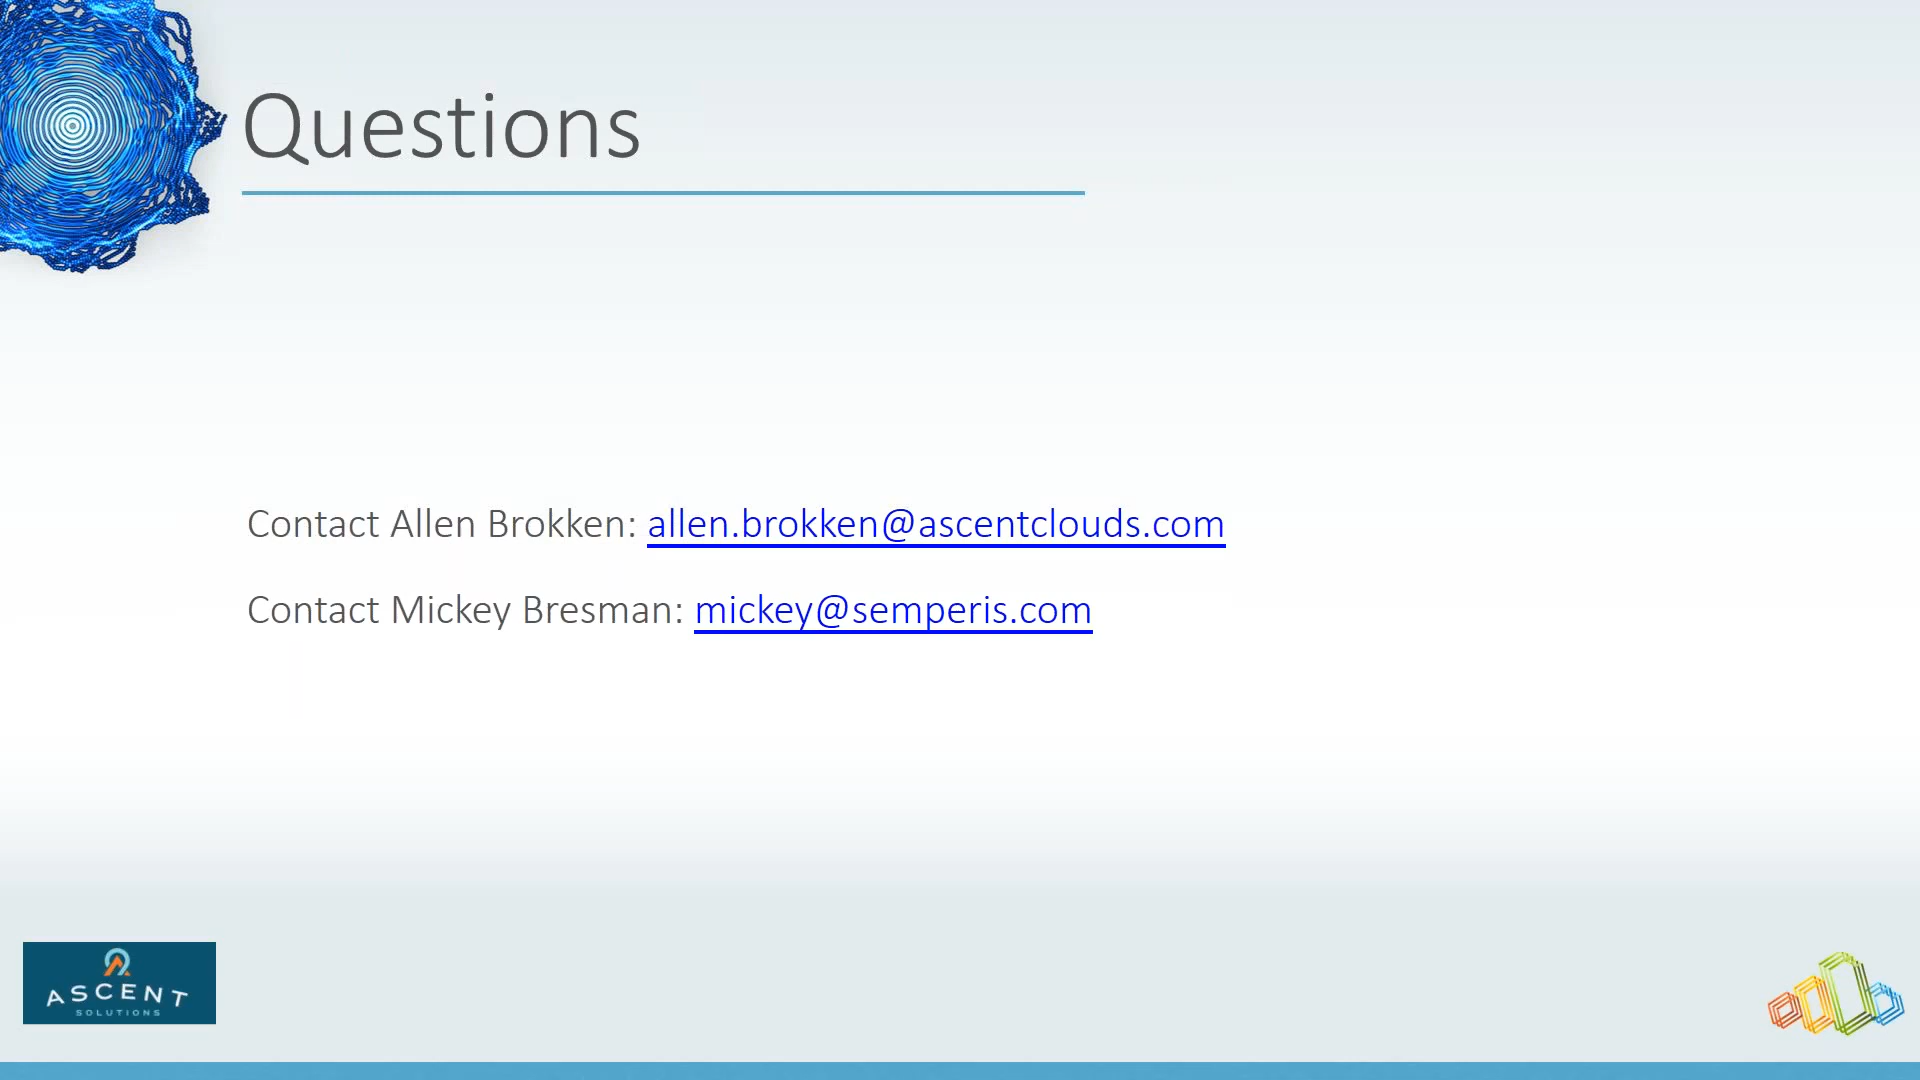 Questions
Contact Allen Brokken: allen.brokken@ascentclouds.com
Contact Mickey Bresman: mickey@semperis.com
ASCENT
SOLUTIONS